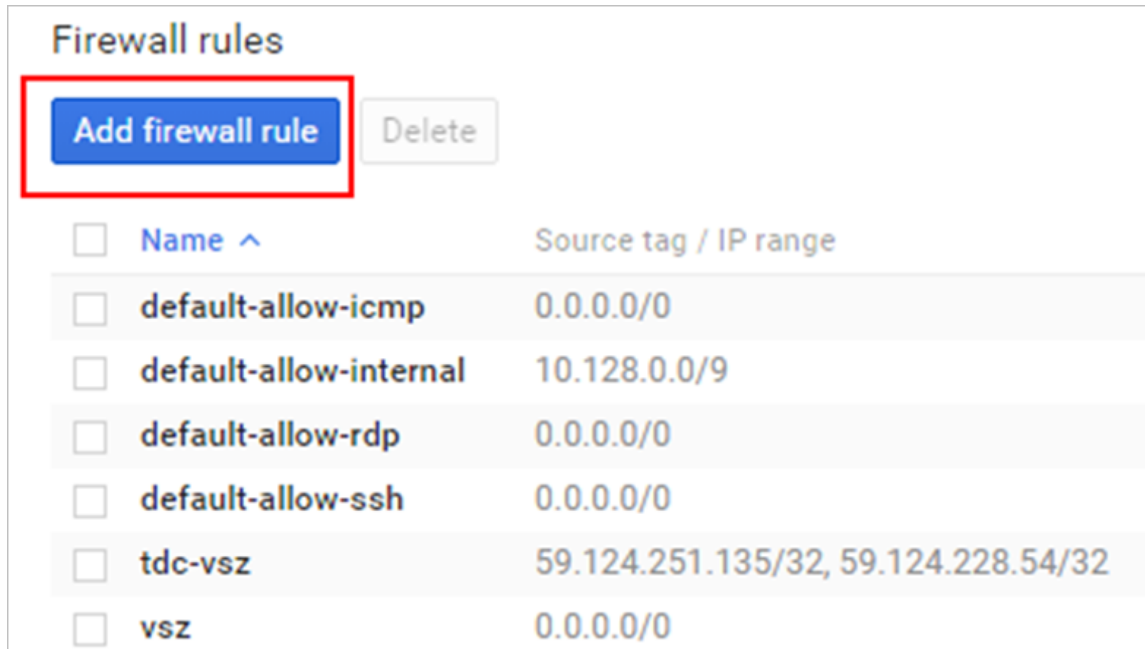 Firewall rules
Add firewall rule Delete
Name Source tag / IP range
default-allow-icmp 0.0.0.0/0
default-allow-internal 10.128.0.0/9
default-allow-rdp 0.0.0.0/0
default-allow-ssh 0.0.0.0/0
tdc-vsz 59.124.251.135/32, 59.124.228.54/32
vsz 0.0.0.0/0